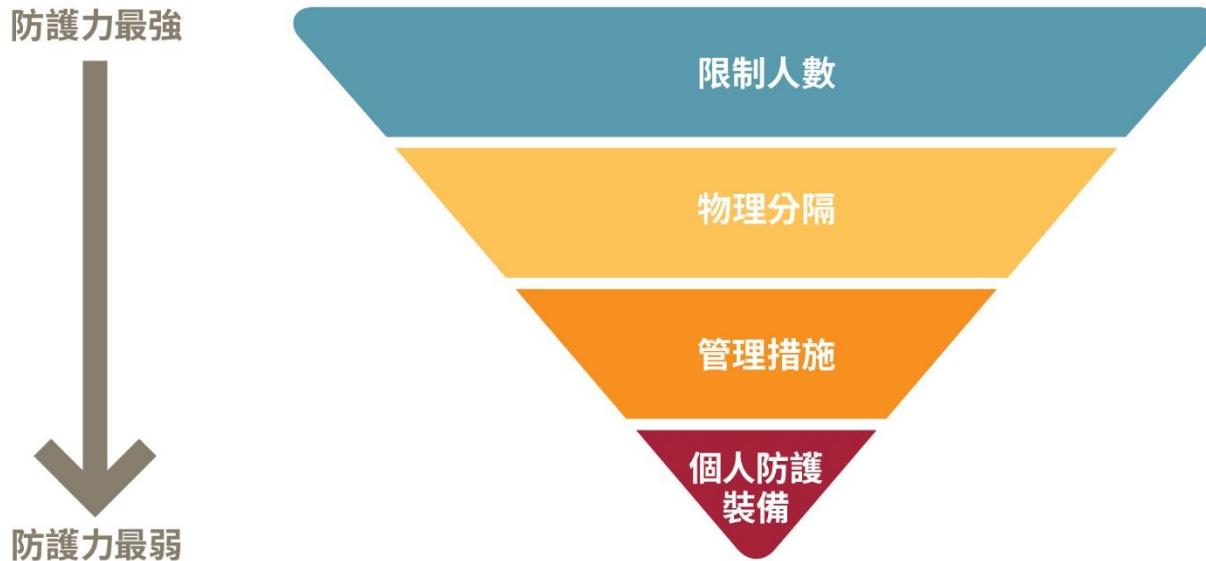 防護力最強
限制人數
物理分隔
管理措施
個人防護
裝備
防護力最弱